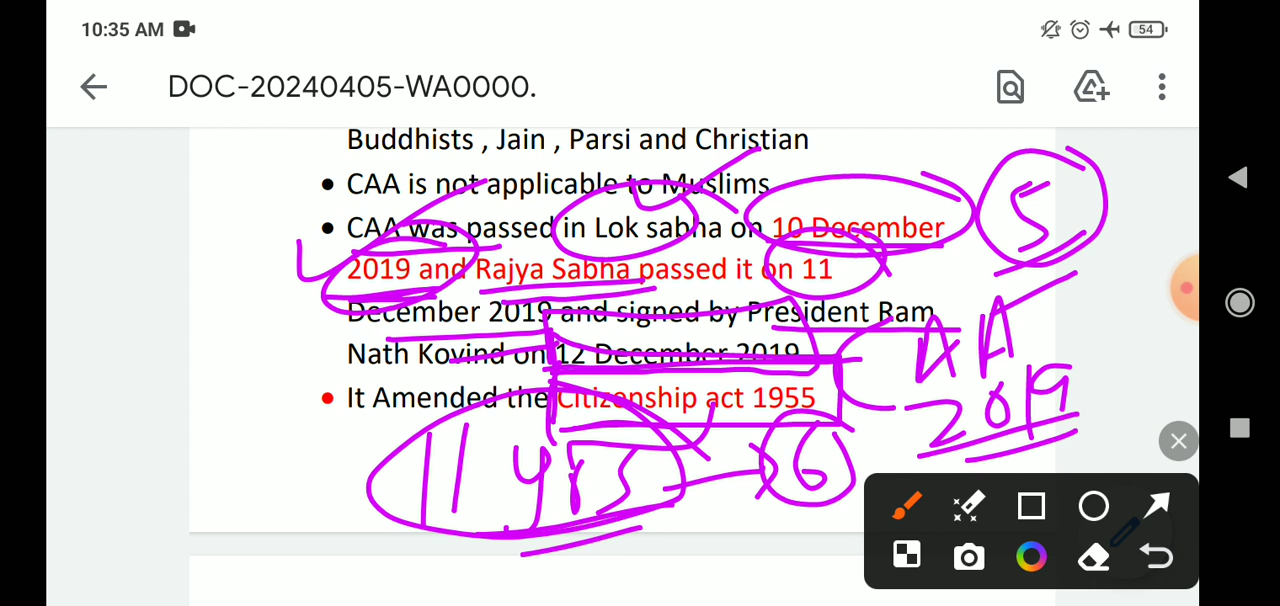 10:35 AM
54
DOC-20240405-WA0000.
Buddhists , Jain , Parsi and Christian
• CAA is not applicable to Muslims
• CAA was passed in Lok sabha on 10 December
2019 and Rajya Sabha passed it on 11
December 2019 and signed by President Ram
Nath Kovind on 12 December 2019
• It Amended the Citizenship act 1955
5
CAA
2019
11 yrs → 6